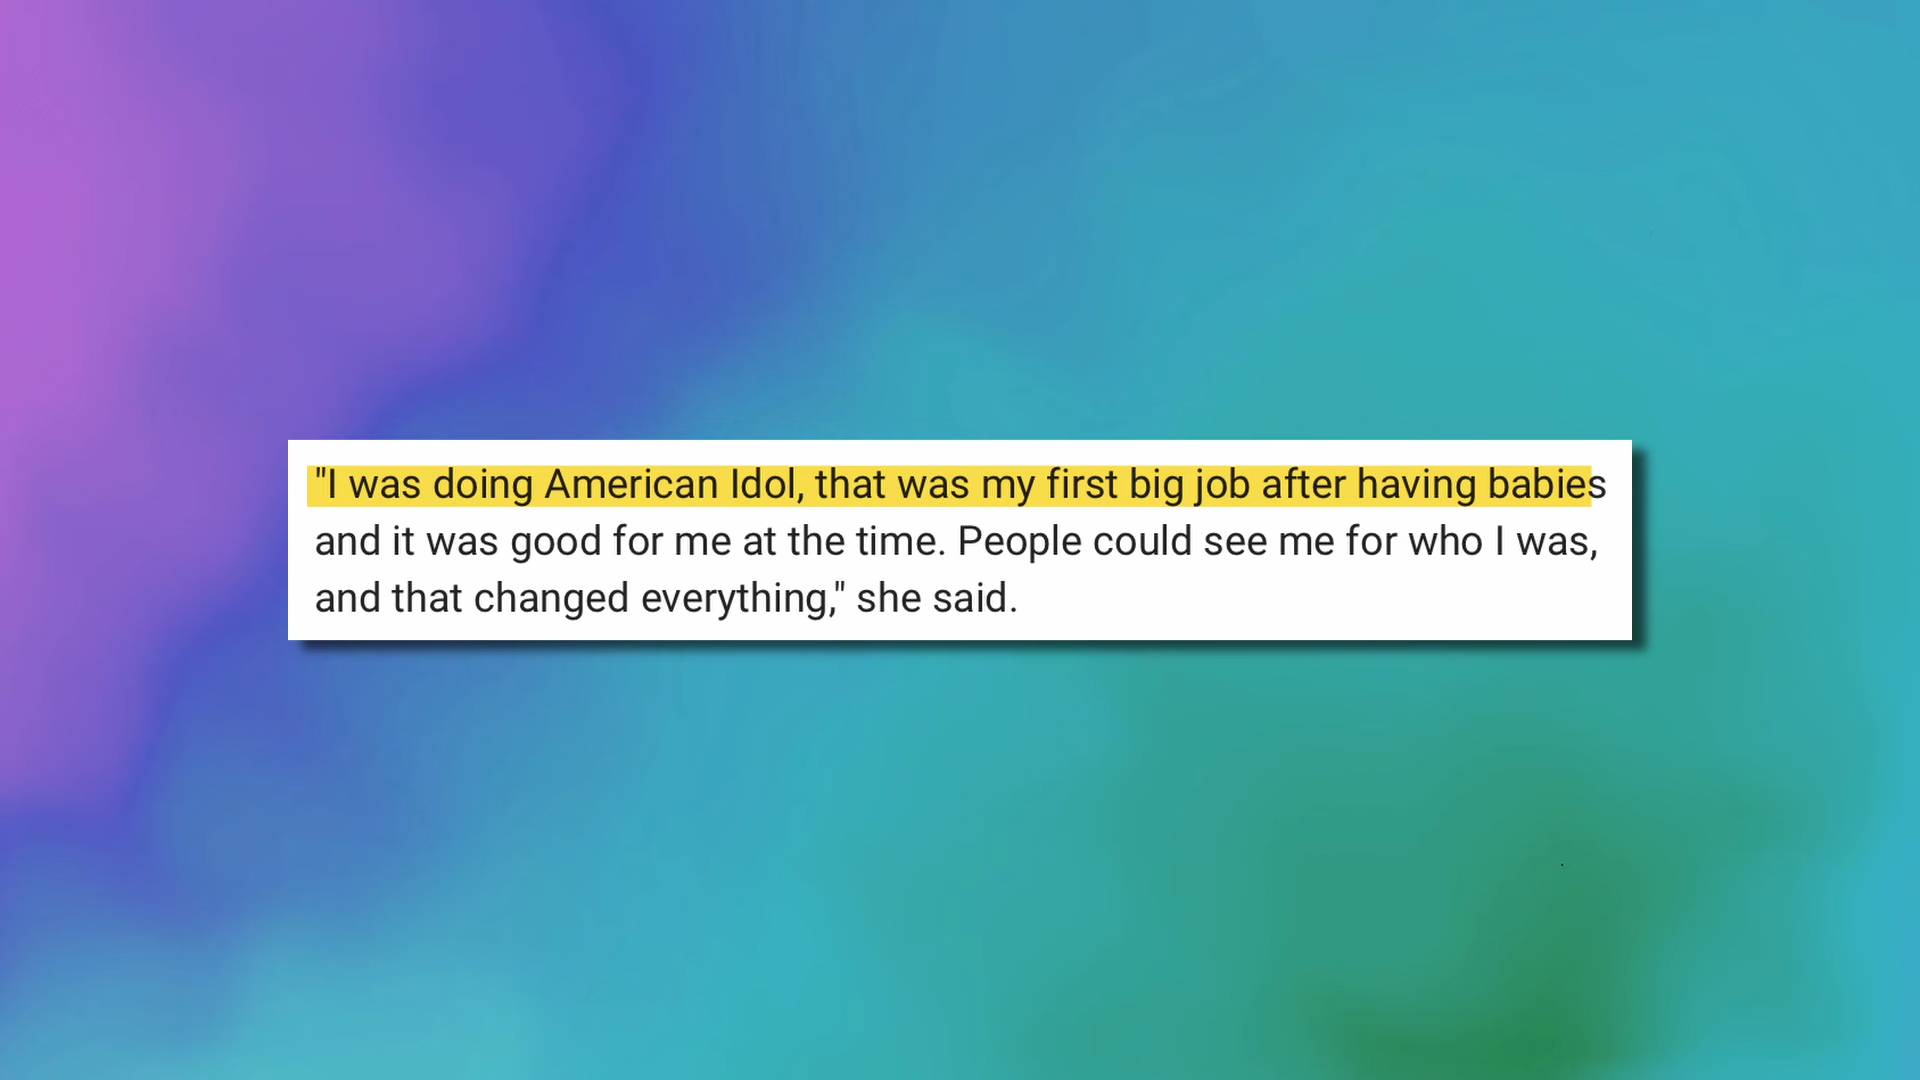 "I was doing American Idol, that was my first big job after having babies
and it was good for me at the time. People could see me for who I was,
and that changed everything," she said.